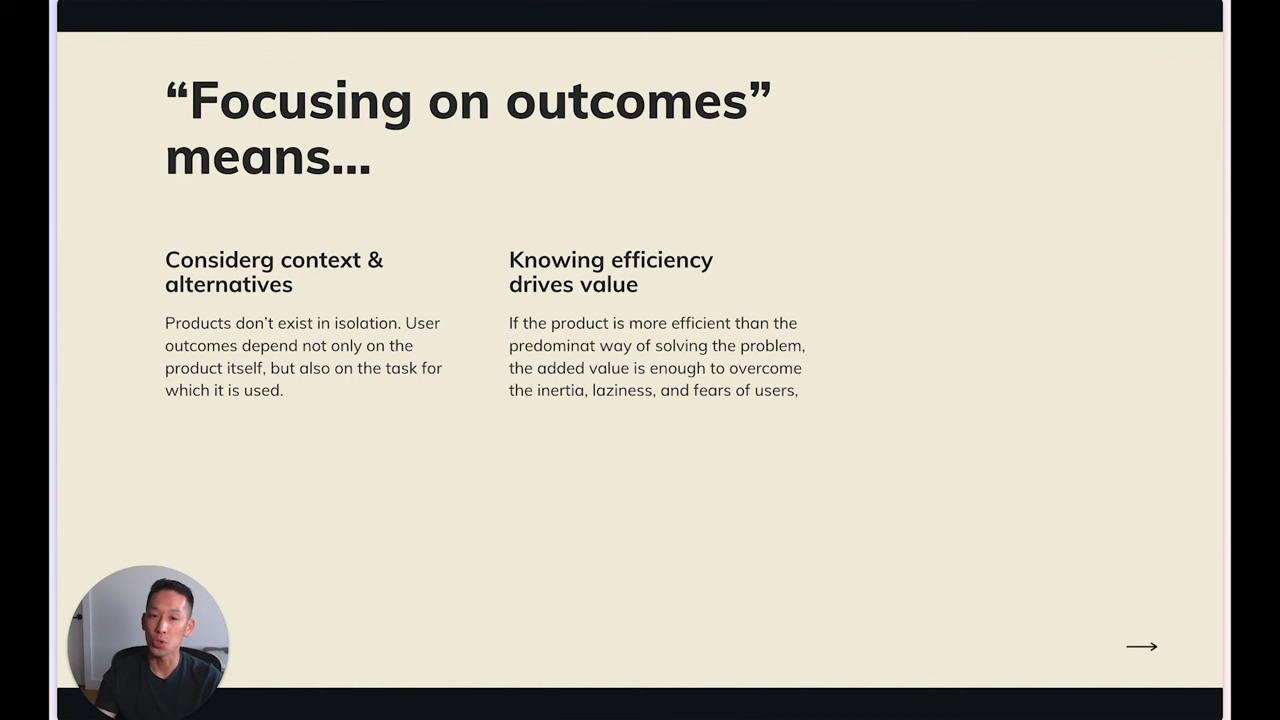 “Focusing on outcomes”
means...
Considerg context &
alternatives
Products don’t exist in isolation. User
outcomes depend not only on the
product itself, but also on the task for
which it is used.
Knowing efficiency
drives value
If the product is more efficient than the
predominat way of solving the problem,
the added value is enough to overcome
the inertia, laziness, and fears of users,